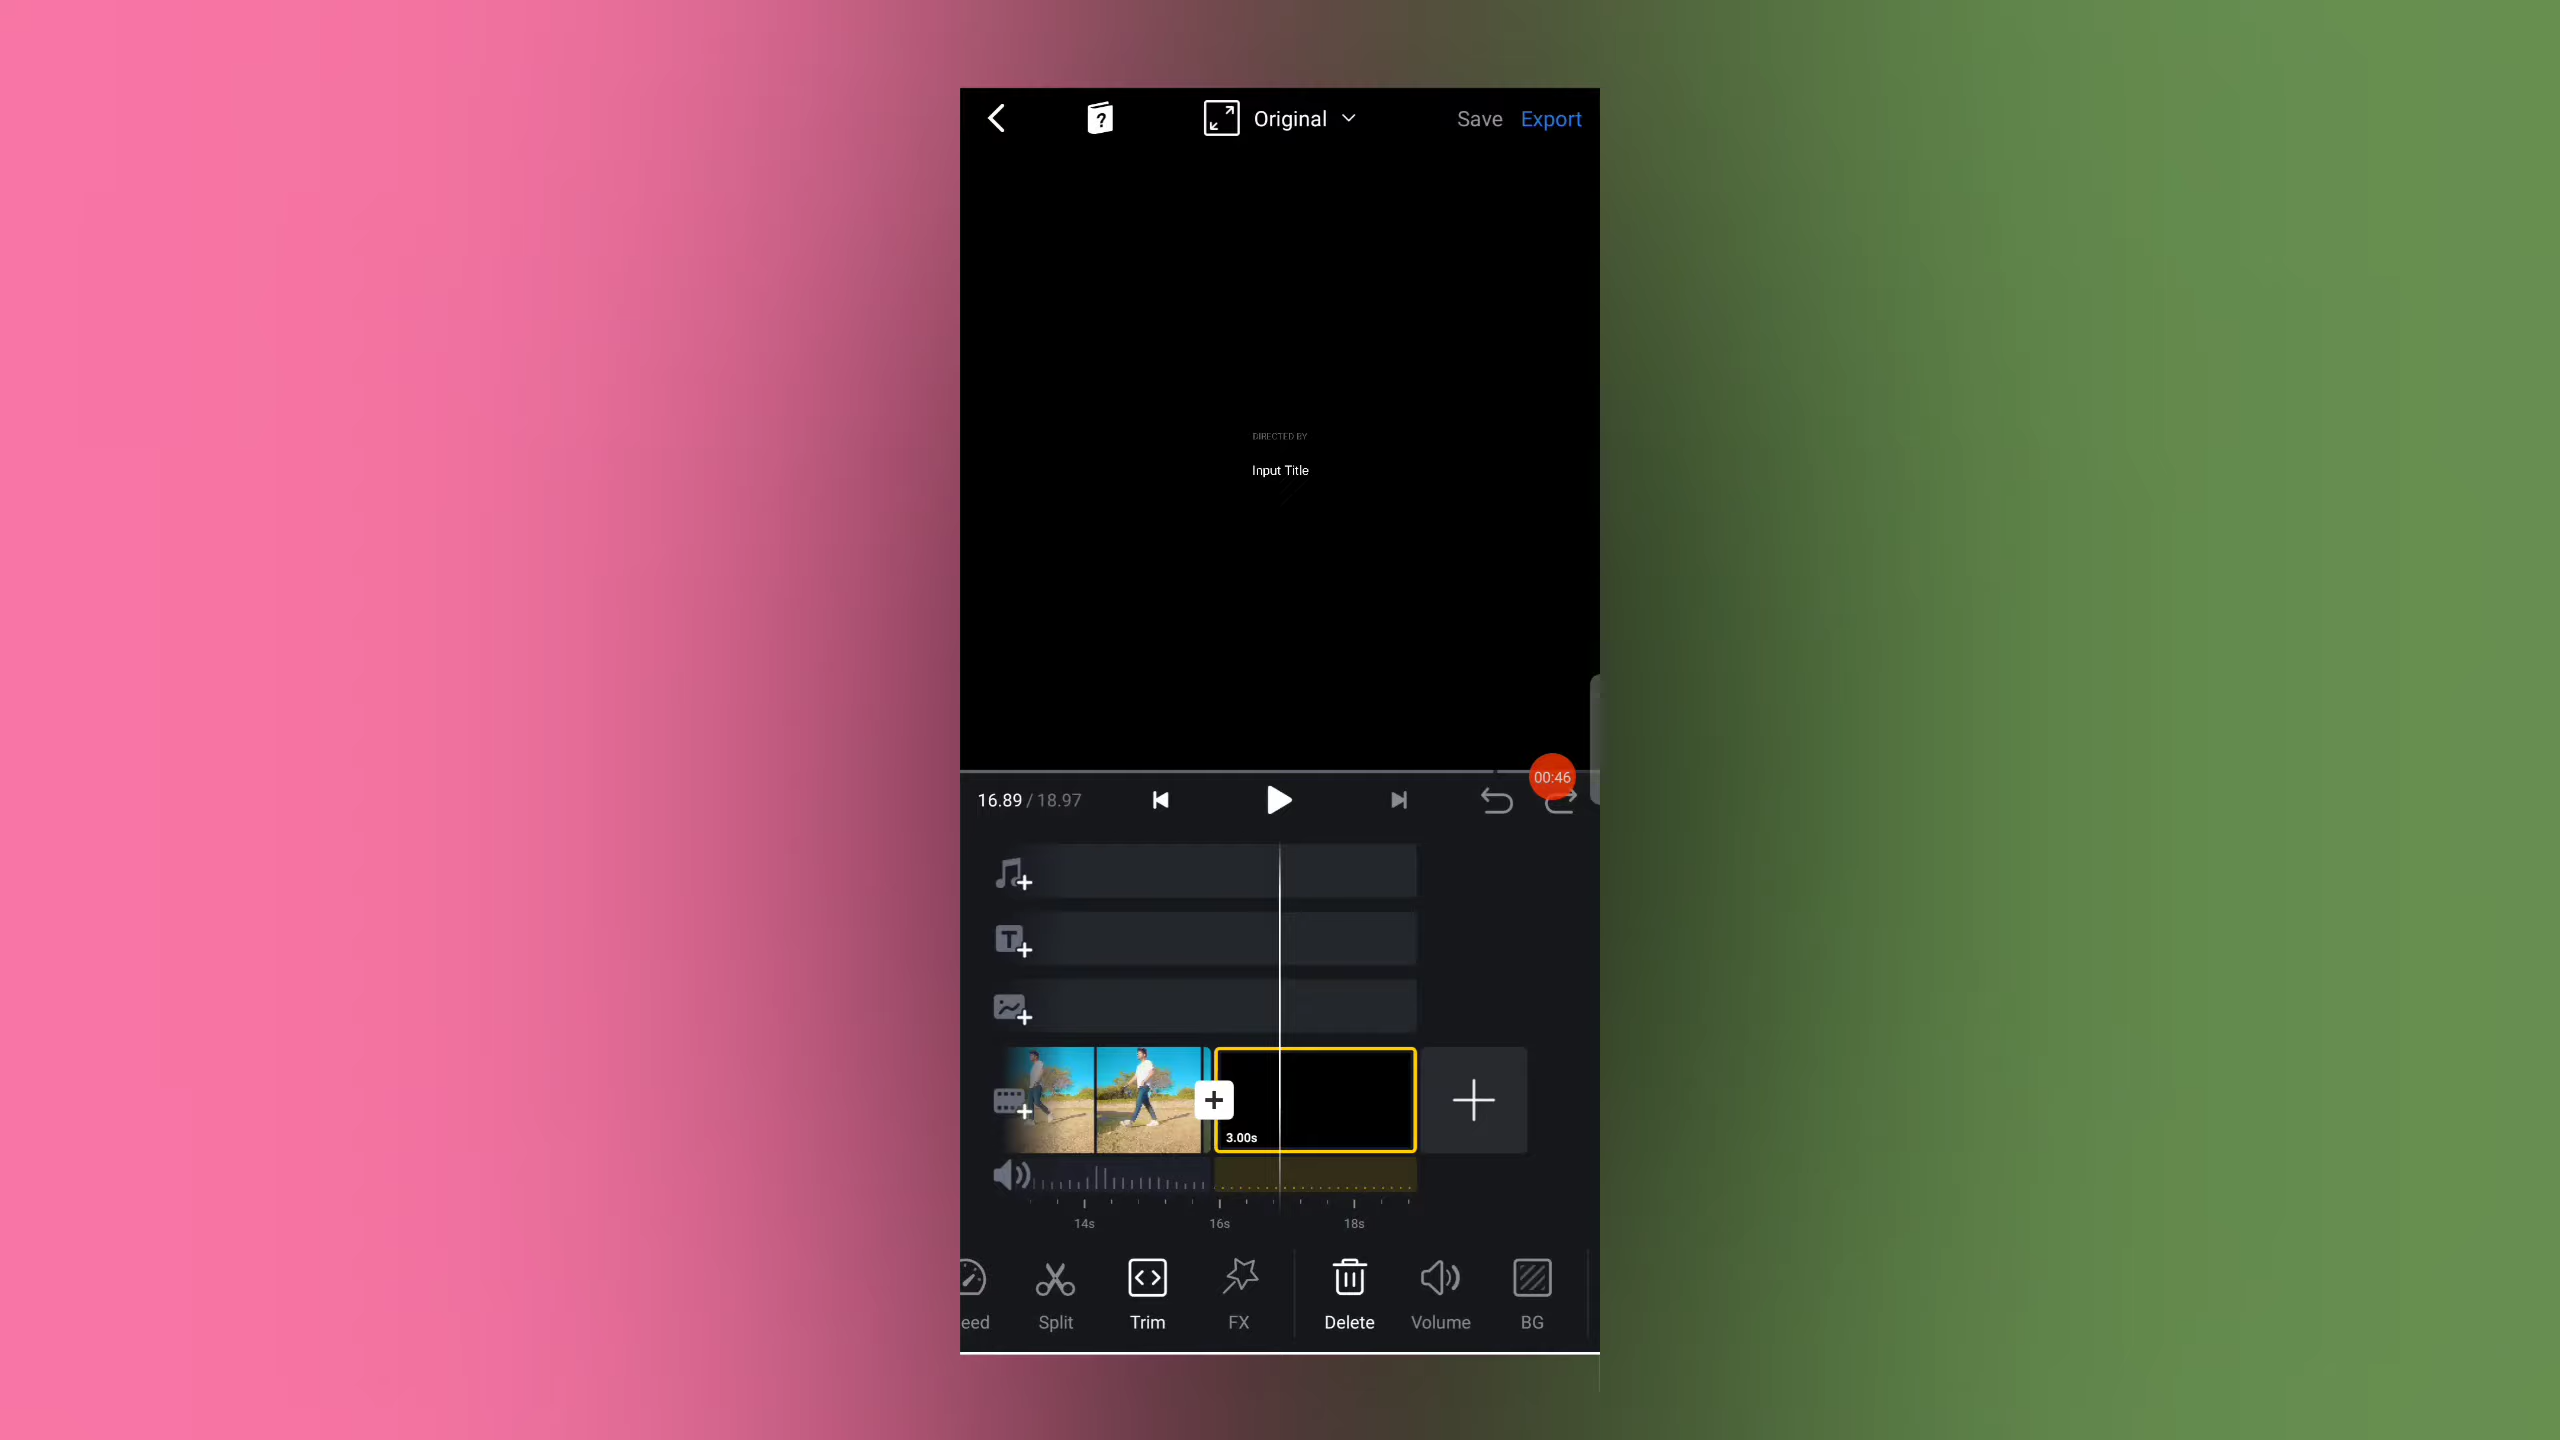 Original
Save
Export
DIRECTED BY
Input Title
00:46
16.89 / 18.97
3.00s
14s
16s
18s
eed
Split
Trim
FX
Delete
Volume
BG